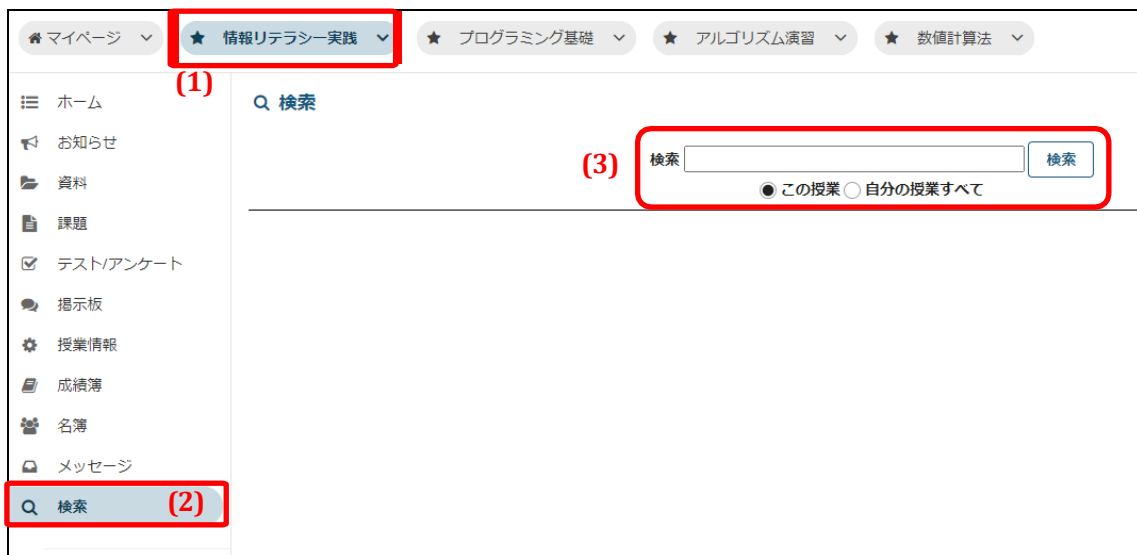 マイページ
情報リテラシー実践
プログラミング基礎
アルゴリズム演習
数値計算法
(1)
ホーム
お知らせ
資料
課題
テスト/アンケート
掲示板
授業情報
成績簿
名簿
メッセージ
検索
(2)
検索
(3)
検索
検索
この授業 自分の授業すべて